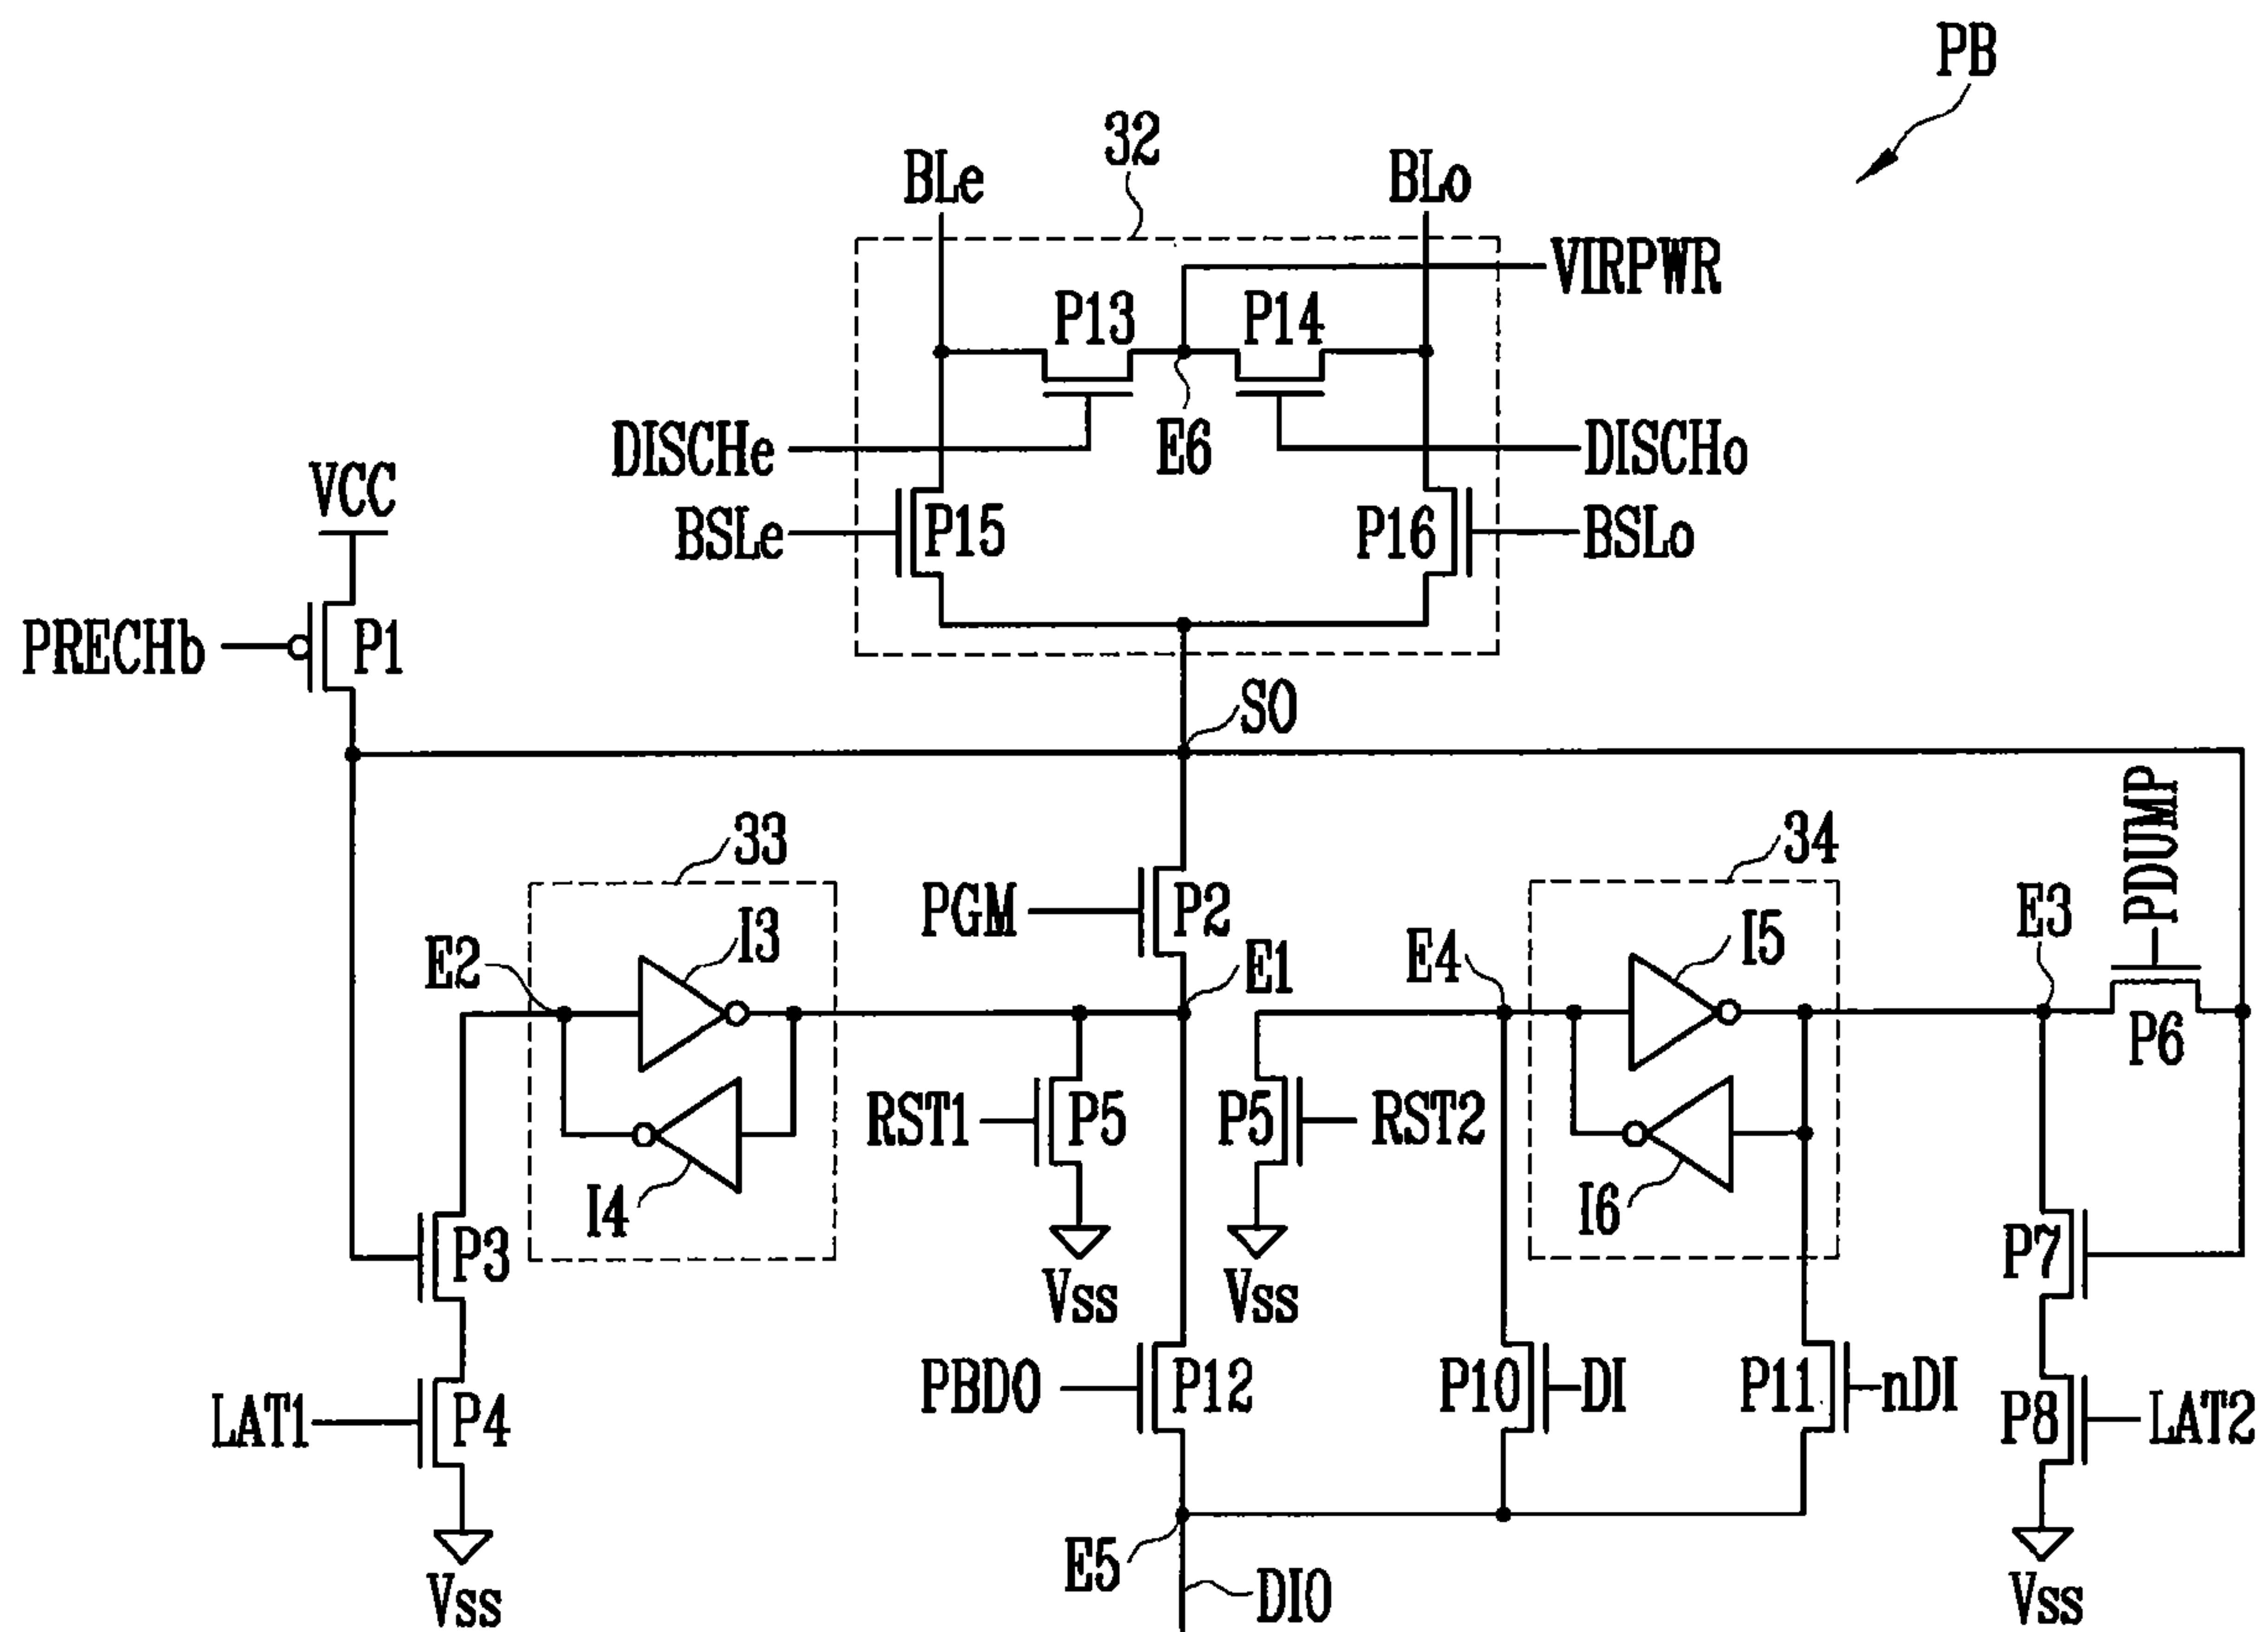 PB
32
BLe
BLo
VIRPWR
P13
P14
DISCHe
E6
DISCHo
VCC
BSLe
P15
P16
BSLo
PRECHb
P1
SO
PDUMP
33
34
I3
PGM
P2
I5
E3
E2
E1
E4
P6
RST1
P5
P5
RST2
I4
I6
P3
P7
Vss
Vss
PBDO
P12
P10
DI
P11
nDI
LAT1
P4
P8
LAT2
E5
Vss
DIO
Vss